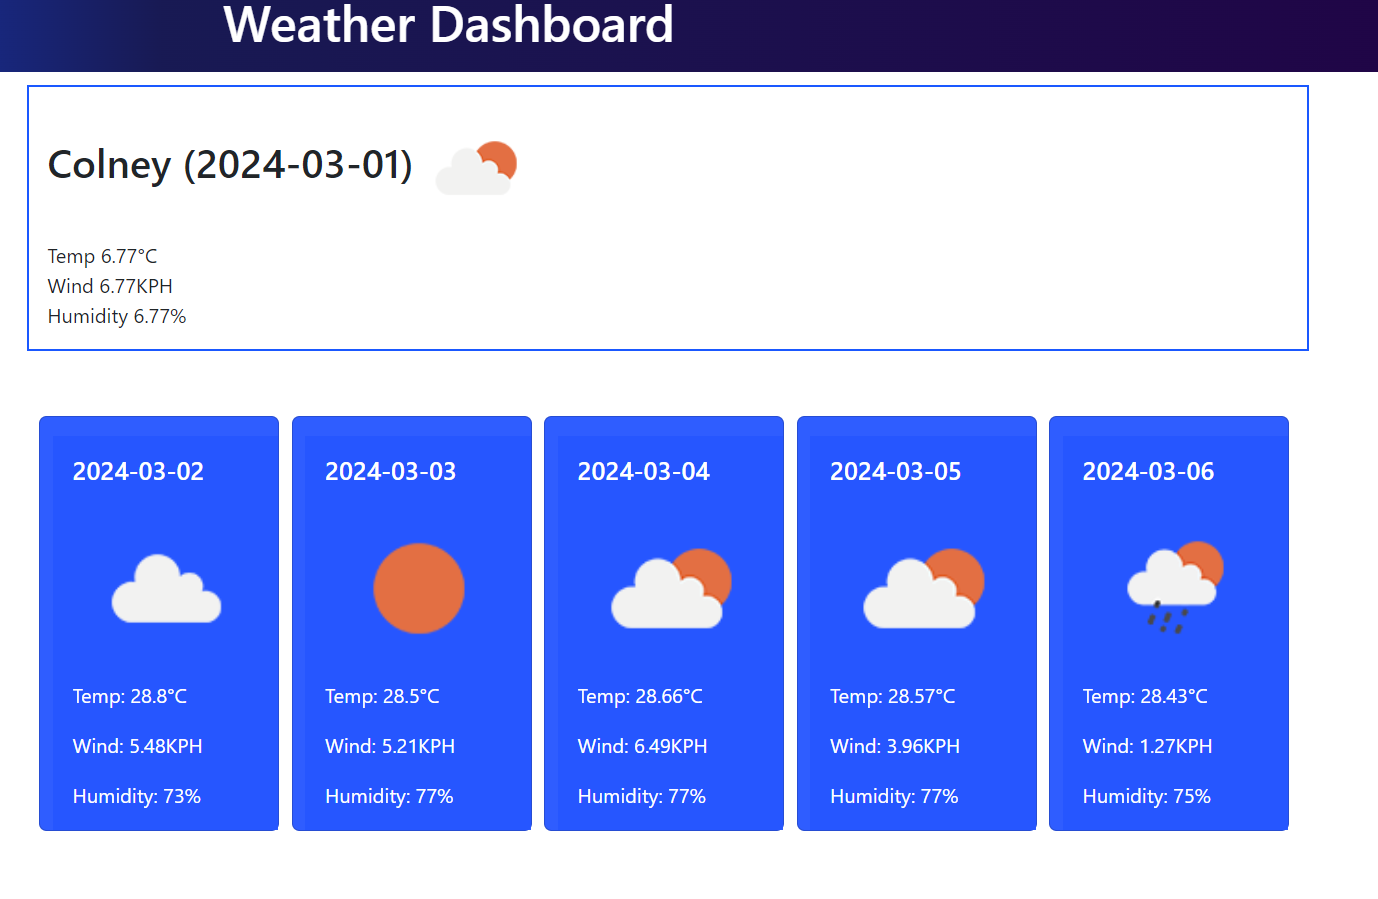 Weather Dashboard
Colney (2024-03-01)
Temp 6.77°C
Wind 6.77KPH
Humidity 6.77%
2024-03-02
Temp: 28.8°C
Wind: 5.48KPH
Humidity: 73%
2024-03-03
Temp: 28.5°C
Wind: 5.21KPH
Humidity: 77%
2024-03-04
Temp: 28.66°C
Wind: 6.49KPH
Humidity: 77%
2024-03-05
Temp: 28.57°C
Wind: 3.96KPH
Humidity: 77%
2024-03-06
Temp: 28.43°C
Wind: 1.27KPH
Humidity: 75%